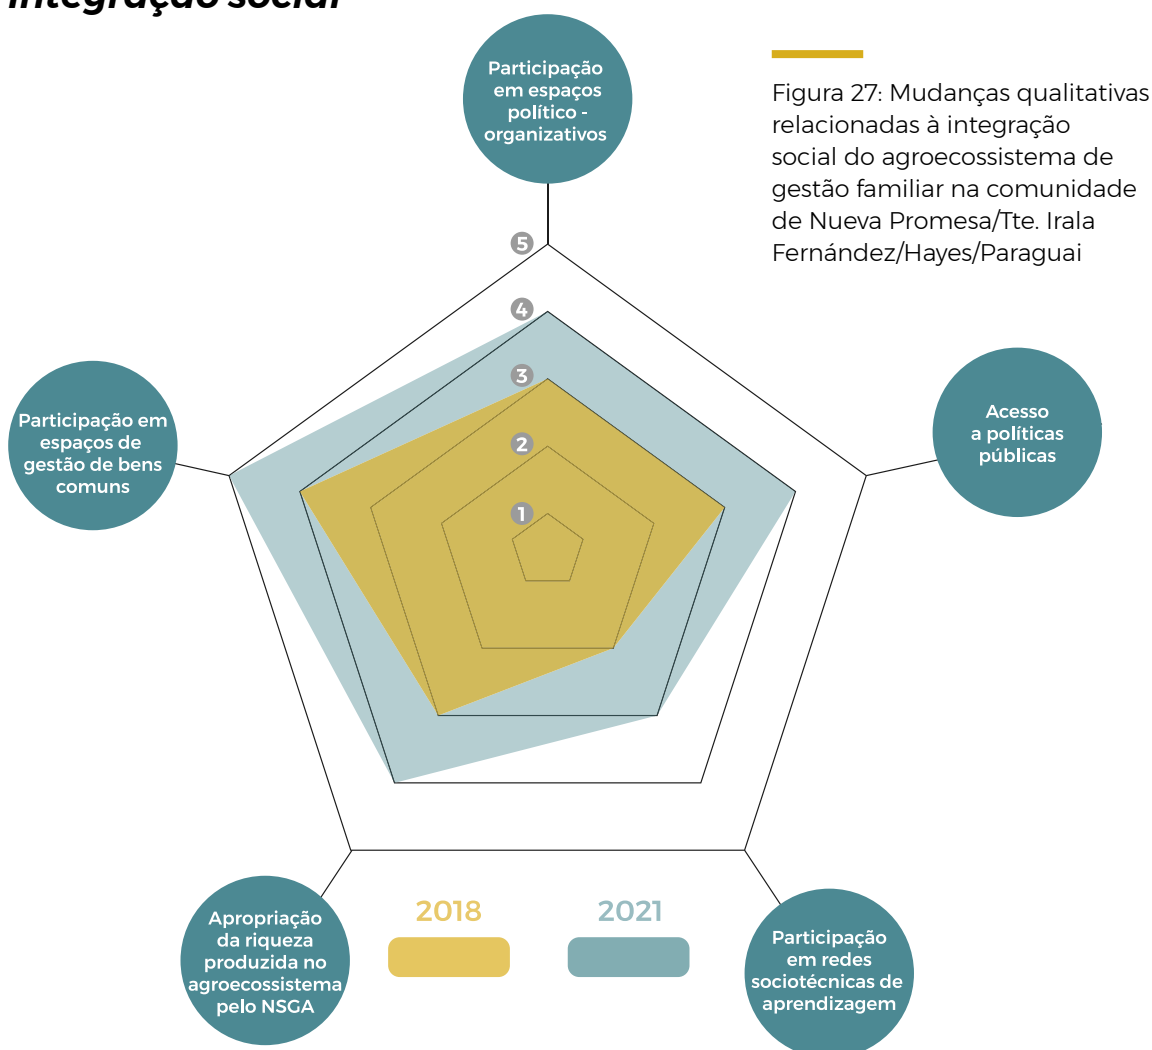 Integração social
Participação
em espaços
político -
organizativos
Figura 27: Mudanças qualitativas
relacionadas à integração
social do agroecossistema de
gestão familiar na comunidade
de Nueva Promesa/Tte. Irala
Fernández/Hayes/Paraguai
5
4
3
2
1
Participação em
espaços de
gestão de bens
comuns
Acesso
a políticas
públicas
Apropriação
da riqueza
produzida no
agroecossistema
pelo NSGA
2018
2021
Participação
em redes
sociotécnicas de
aprendizagem